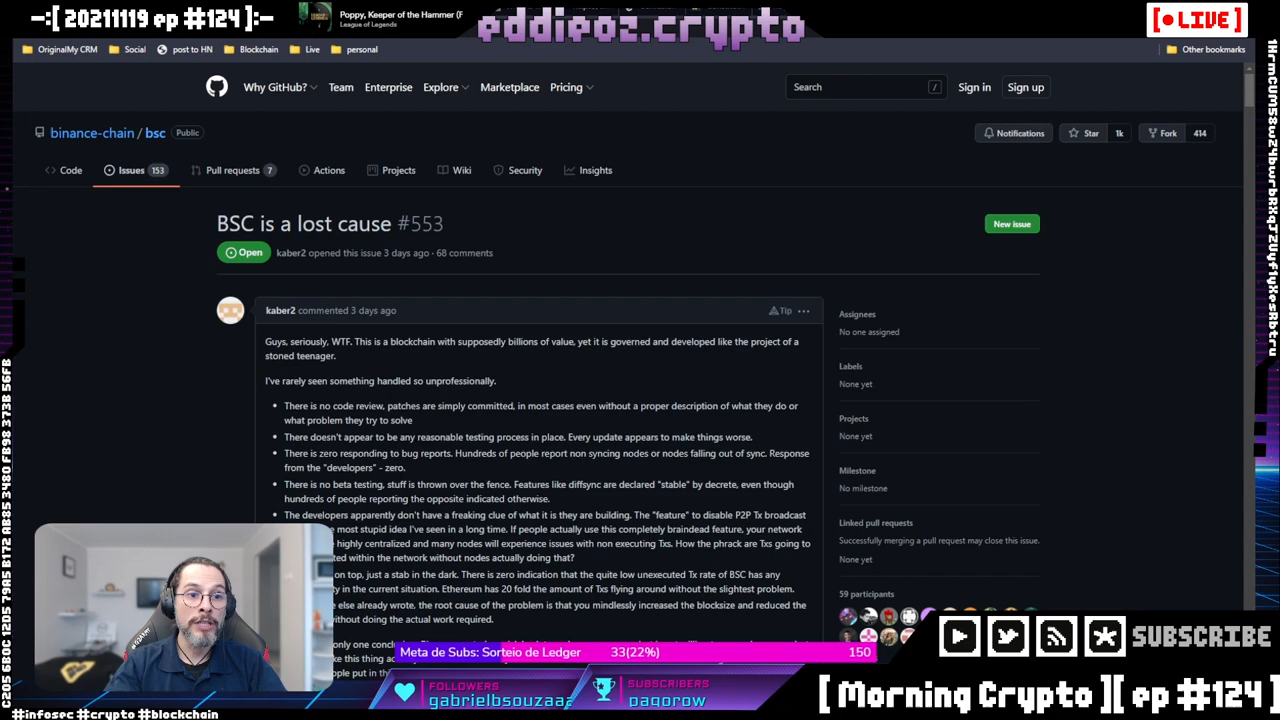 -:[ 20211119 ep #124 ]:-
Poppy, Keeper of the Hammer (F
League of Legends
eddieoz.crypto
[ LIVE ]
OriginalMy CRM
Social
post to HN
Blockchain
Live
personal
Other bookmarks
Why GitHub?
Team
Enterprise
Explore
Marketplace
Pricing
Search
/
Sign in
Sign up
binance-chain / bsc
Public
Notifications
Star
1k
Fork
414
Code
Issues 153
Pull requests 7
Actions
Projects
Wiki
Security
Insights
BSC is a lost cause #553
New issue
Open
kaber2 opened this issue 3 days ago · 68 comments
kaber2 commented 3 days ago
Tip
Guys, seriously, WTF. This is a blockchain with supposedly billions of value, yet it is governed and developed like the project of a
stoned teenager.
I've rarely seen something handled so unprofessionally.
• There is no code review, patches are simply committed, in most cases even without a proper description of what they do or
what problem they try to solve
• There doesn't appear to be any reasonable testing process in place. Every update appears to make things worse.
• There is zero responding to bug reports. Hundreds of people report non syncing nodes or nodes falling out of sync. Response
from the "developers" - zero.
• There is no beta testing, stuff is thrown over the fence. Features like diffsync are declared "stable" by decrete, even though
hundreds of people reporting the opposite indicated otherwise.
• The developers apparently don't have a freaking clue of what it is they are building. The "feature" to disable P2P Tx broadcast
most stupid idea I've seen in a long time. If people actually use this completely braindead feature, your network
highly centralized and many nodes will experience issues with non executing Txs. How the phrack are Txs going to
ted within the network without nodes actually doing that?
on top, just a stab in the dark. There is zero indication that the quite low unexecuted Tx rate of BSC has any
y in the current situation. Ethereum has 20 fold the amount of Txs flying around without the slightest problem.
e else already wrote, the root cause of the problem is that you mindlessly increased the blocksize and reduced the
without doing the actual work required.
Assignees
No one assigned
Labels
None yet
Projects
None yet
Milestone
No milestone
Linked pull requests
Successfully merging a pull request may close this issue.
None yet
59 participants
Meta de Subs: Sorteio de Ledger
33(22%)
150
FOLLOWERS
gabrielbsouzaaa
SUBSCRIBERS
pagorow
SUBSCRIBE
[ Morning Crypto ][ ep #124 ]
#infosec #crypto #blockchain